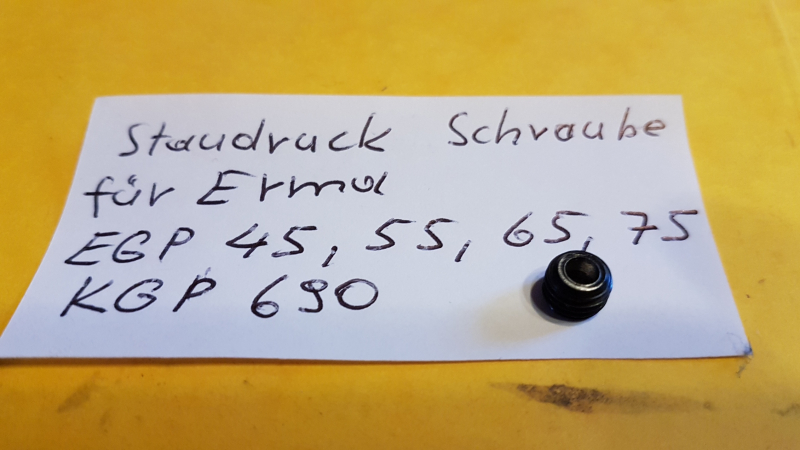 Staudruck Schraube
für Erma
EGP 45, 55, 65, 75
KGP 690